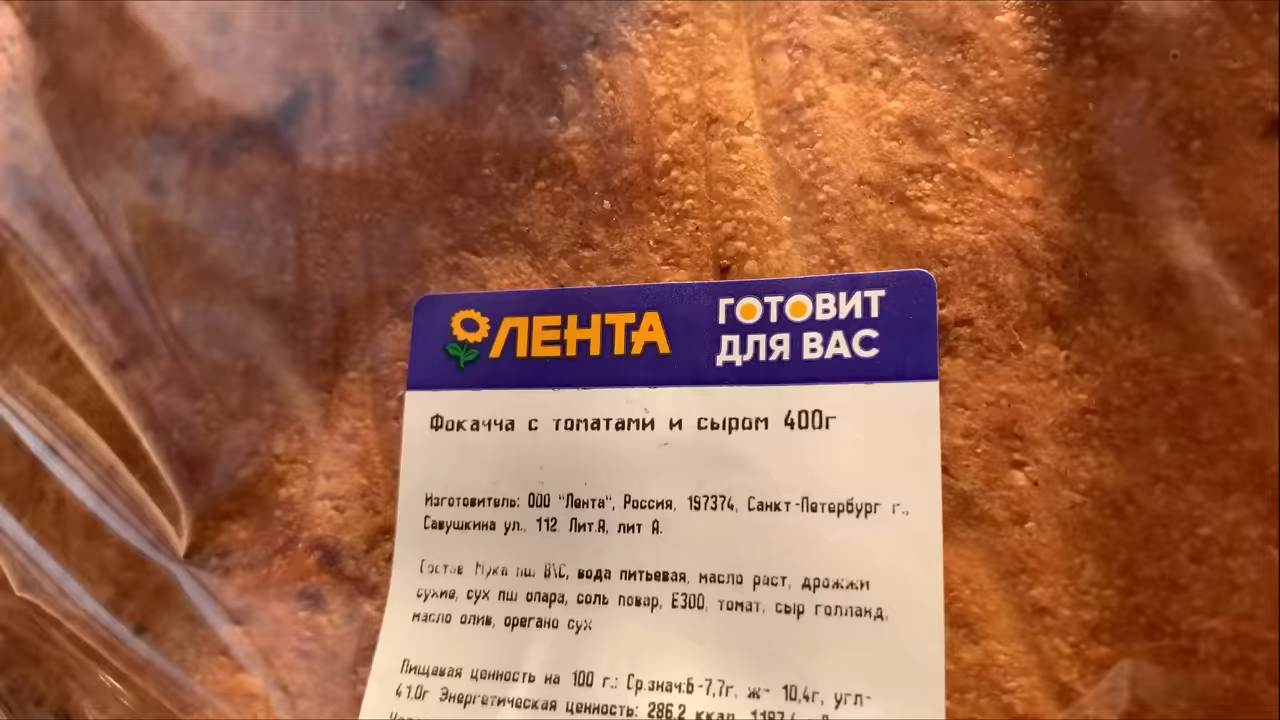 ЛЕНТА
ГОТОВИТ
ДЛЯ ВАС
Фокачча с томатами и сыром 400г
Изготовитель: ООО "Лента", Россия, 197374, Санкт-Петербург г.,
Савушкина ул., 112. Лит.А, лит А.
Состав Мука пш В\С, вода питьевая, масло раст, дрожжи
сухие, сух пш опара, соль повар, Е300, томат, сыр голланд,
масло олив, орегано сух
Пищевая ценность на 100 г.: Ср.знач:Б-7,7г, ж- 10,4г, угл-
41.0г Энергетическая ценность: 286,2 ккал,